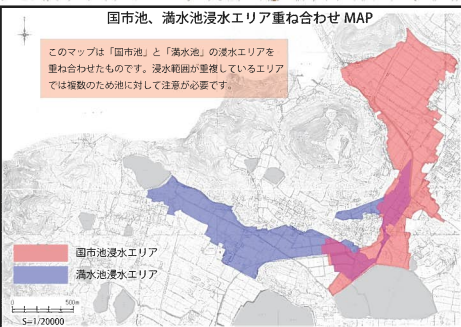 国市池、満水池浸水エリア重ね合わせ MAP
このマップは「国市池」と「満水池」の浸水エリアを
重ね合わせたものです。浸水範囲が重複しているエリア
では複数のため池に対して注意が必要です。
国市池浸水エリア
満水池浸水エリア
0 500m
S=1/20000